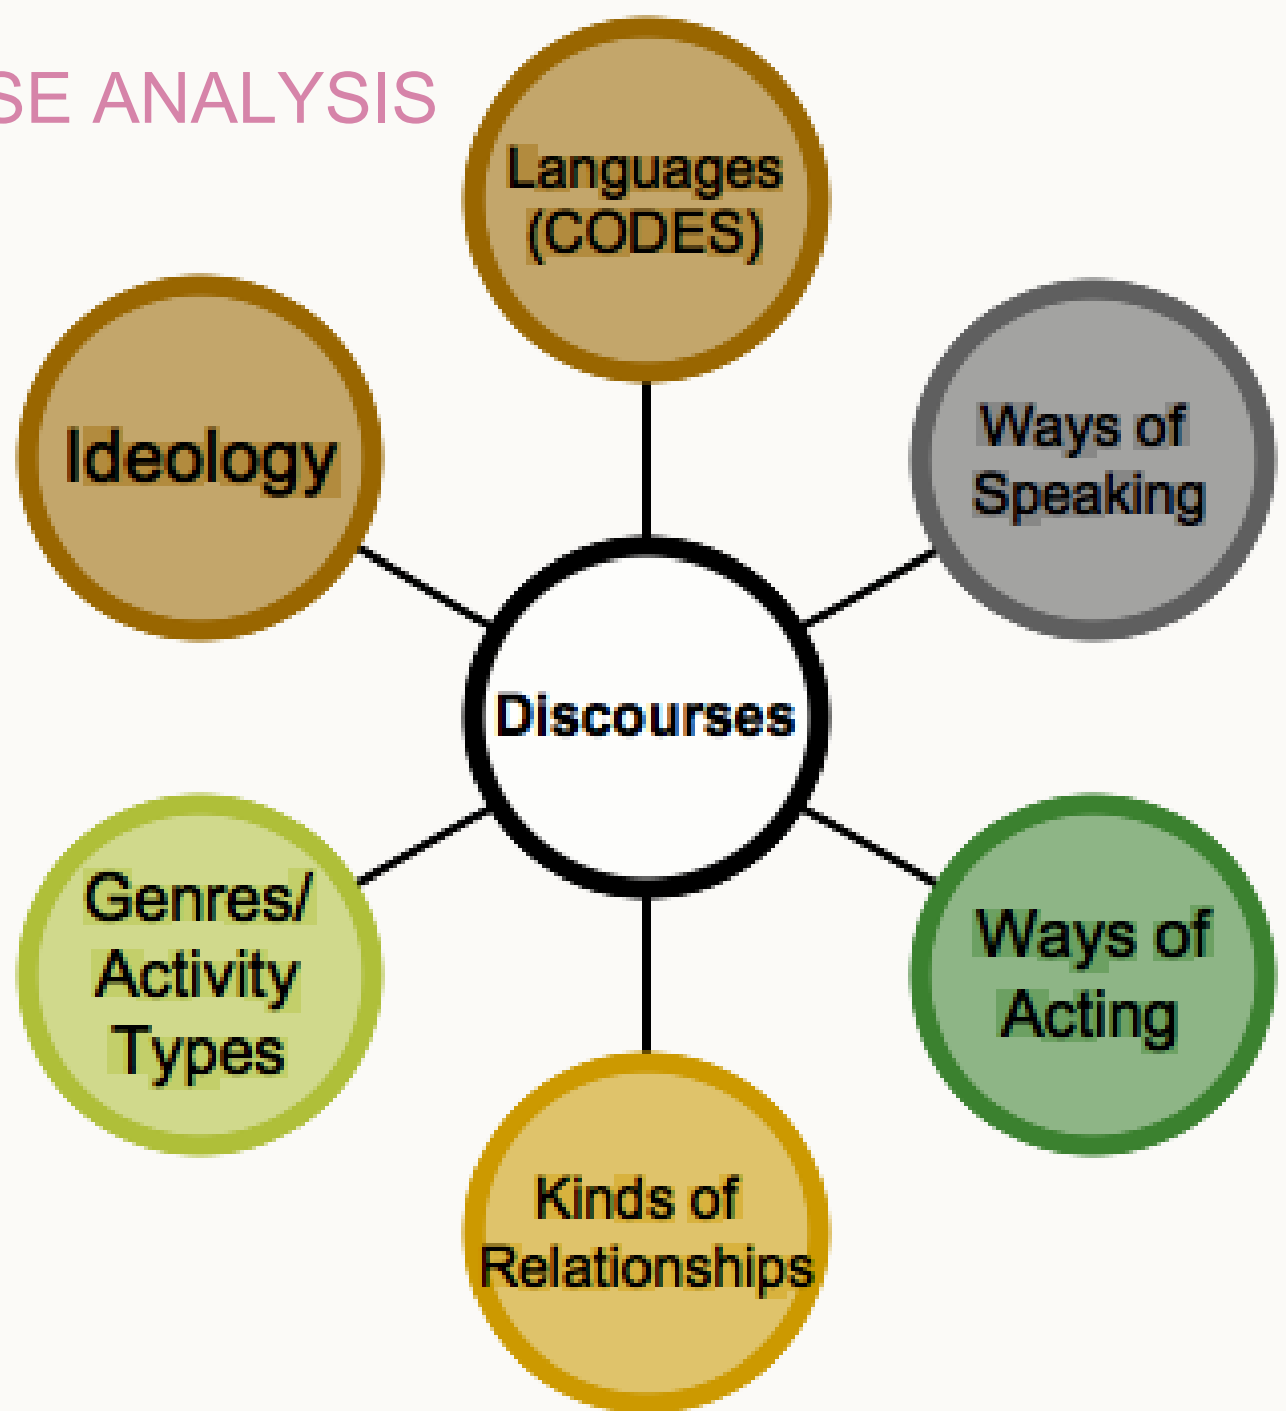 SE ANALYSIS
Languages
(CODES)
Ideology
Ways of
Speaking
Discourses
Genres/
Activity
Types
Ways of
Acting
Kinds of
Relationships